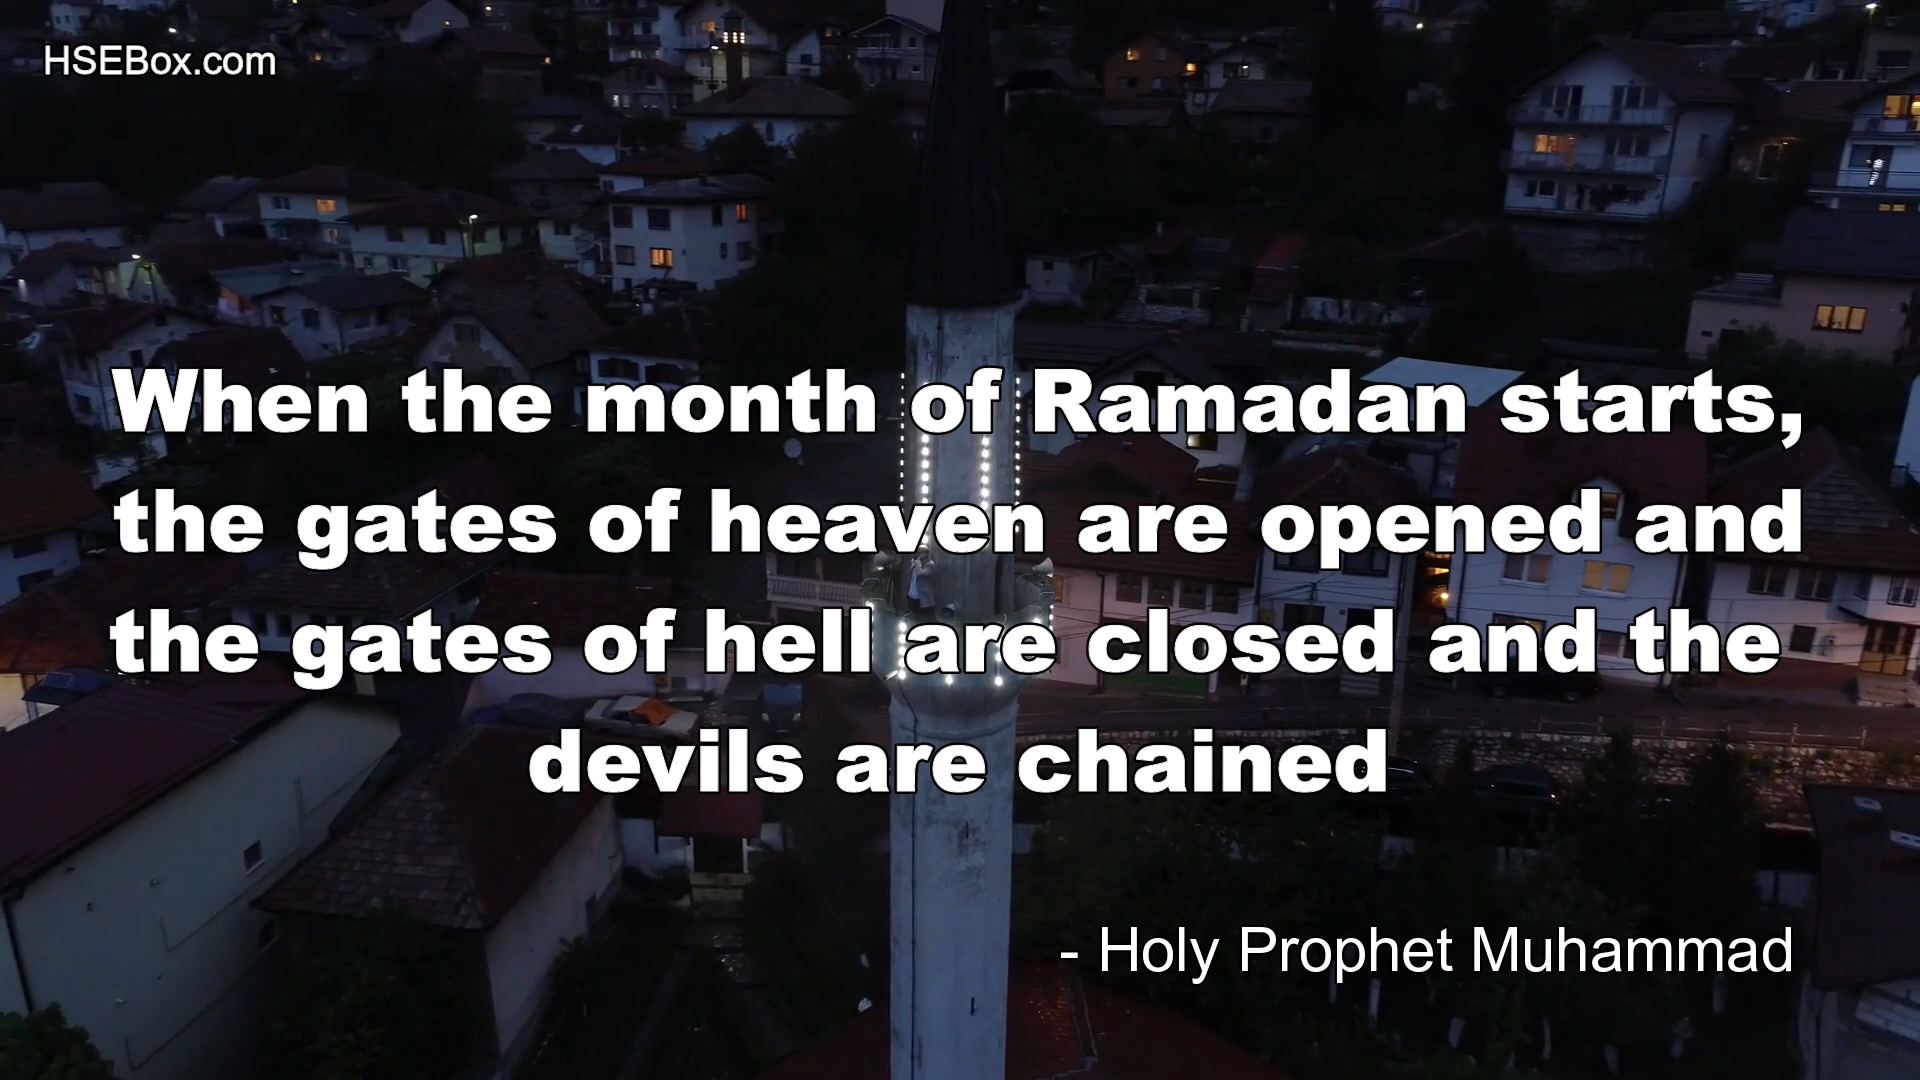 HSEBox.com
When the month of Ramadan starts,
the gates of heaven are opened and
the gates of hell are closed and the
devils are chained
- Holy Prophet Muhammad